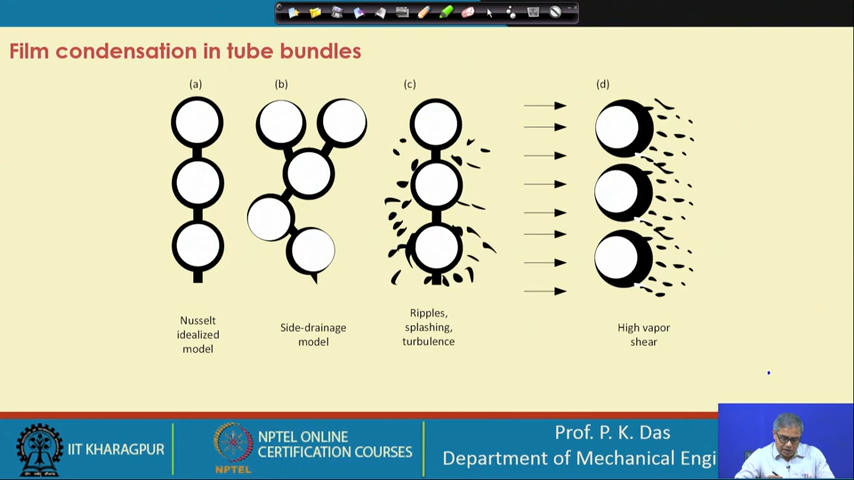 Film condensation in tube bundles
(a)
(b)
(c)
(d)
Nusselt
idealized
model
Side-drainage
model
Ripples,
splashing,
turbulence
High vapor
shear
IIT KHARAGPUR
NPTEL
NPTEL ONLINE
CERTIFICATION COURSES
Prof. P. K. Das
Department of Mechanical Engi